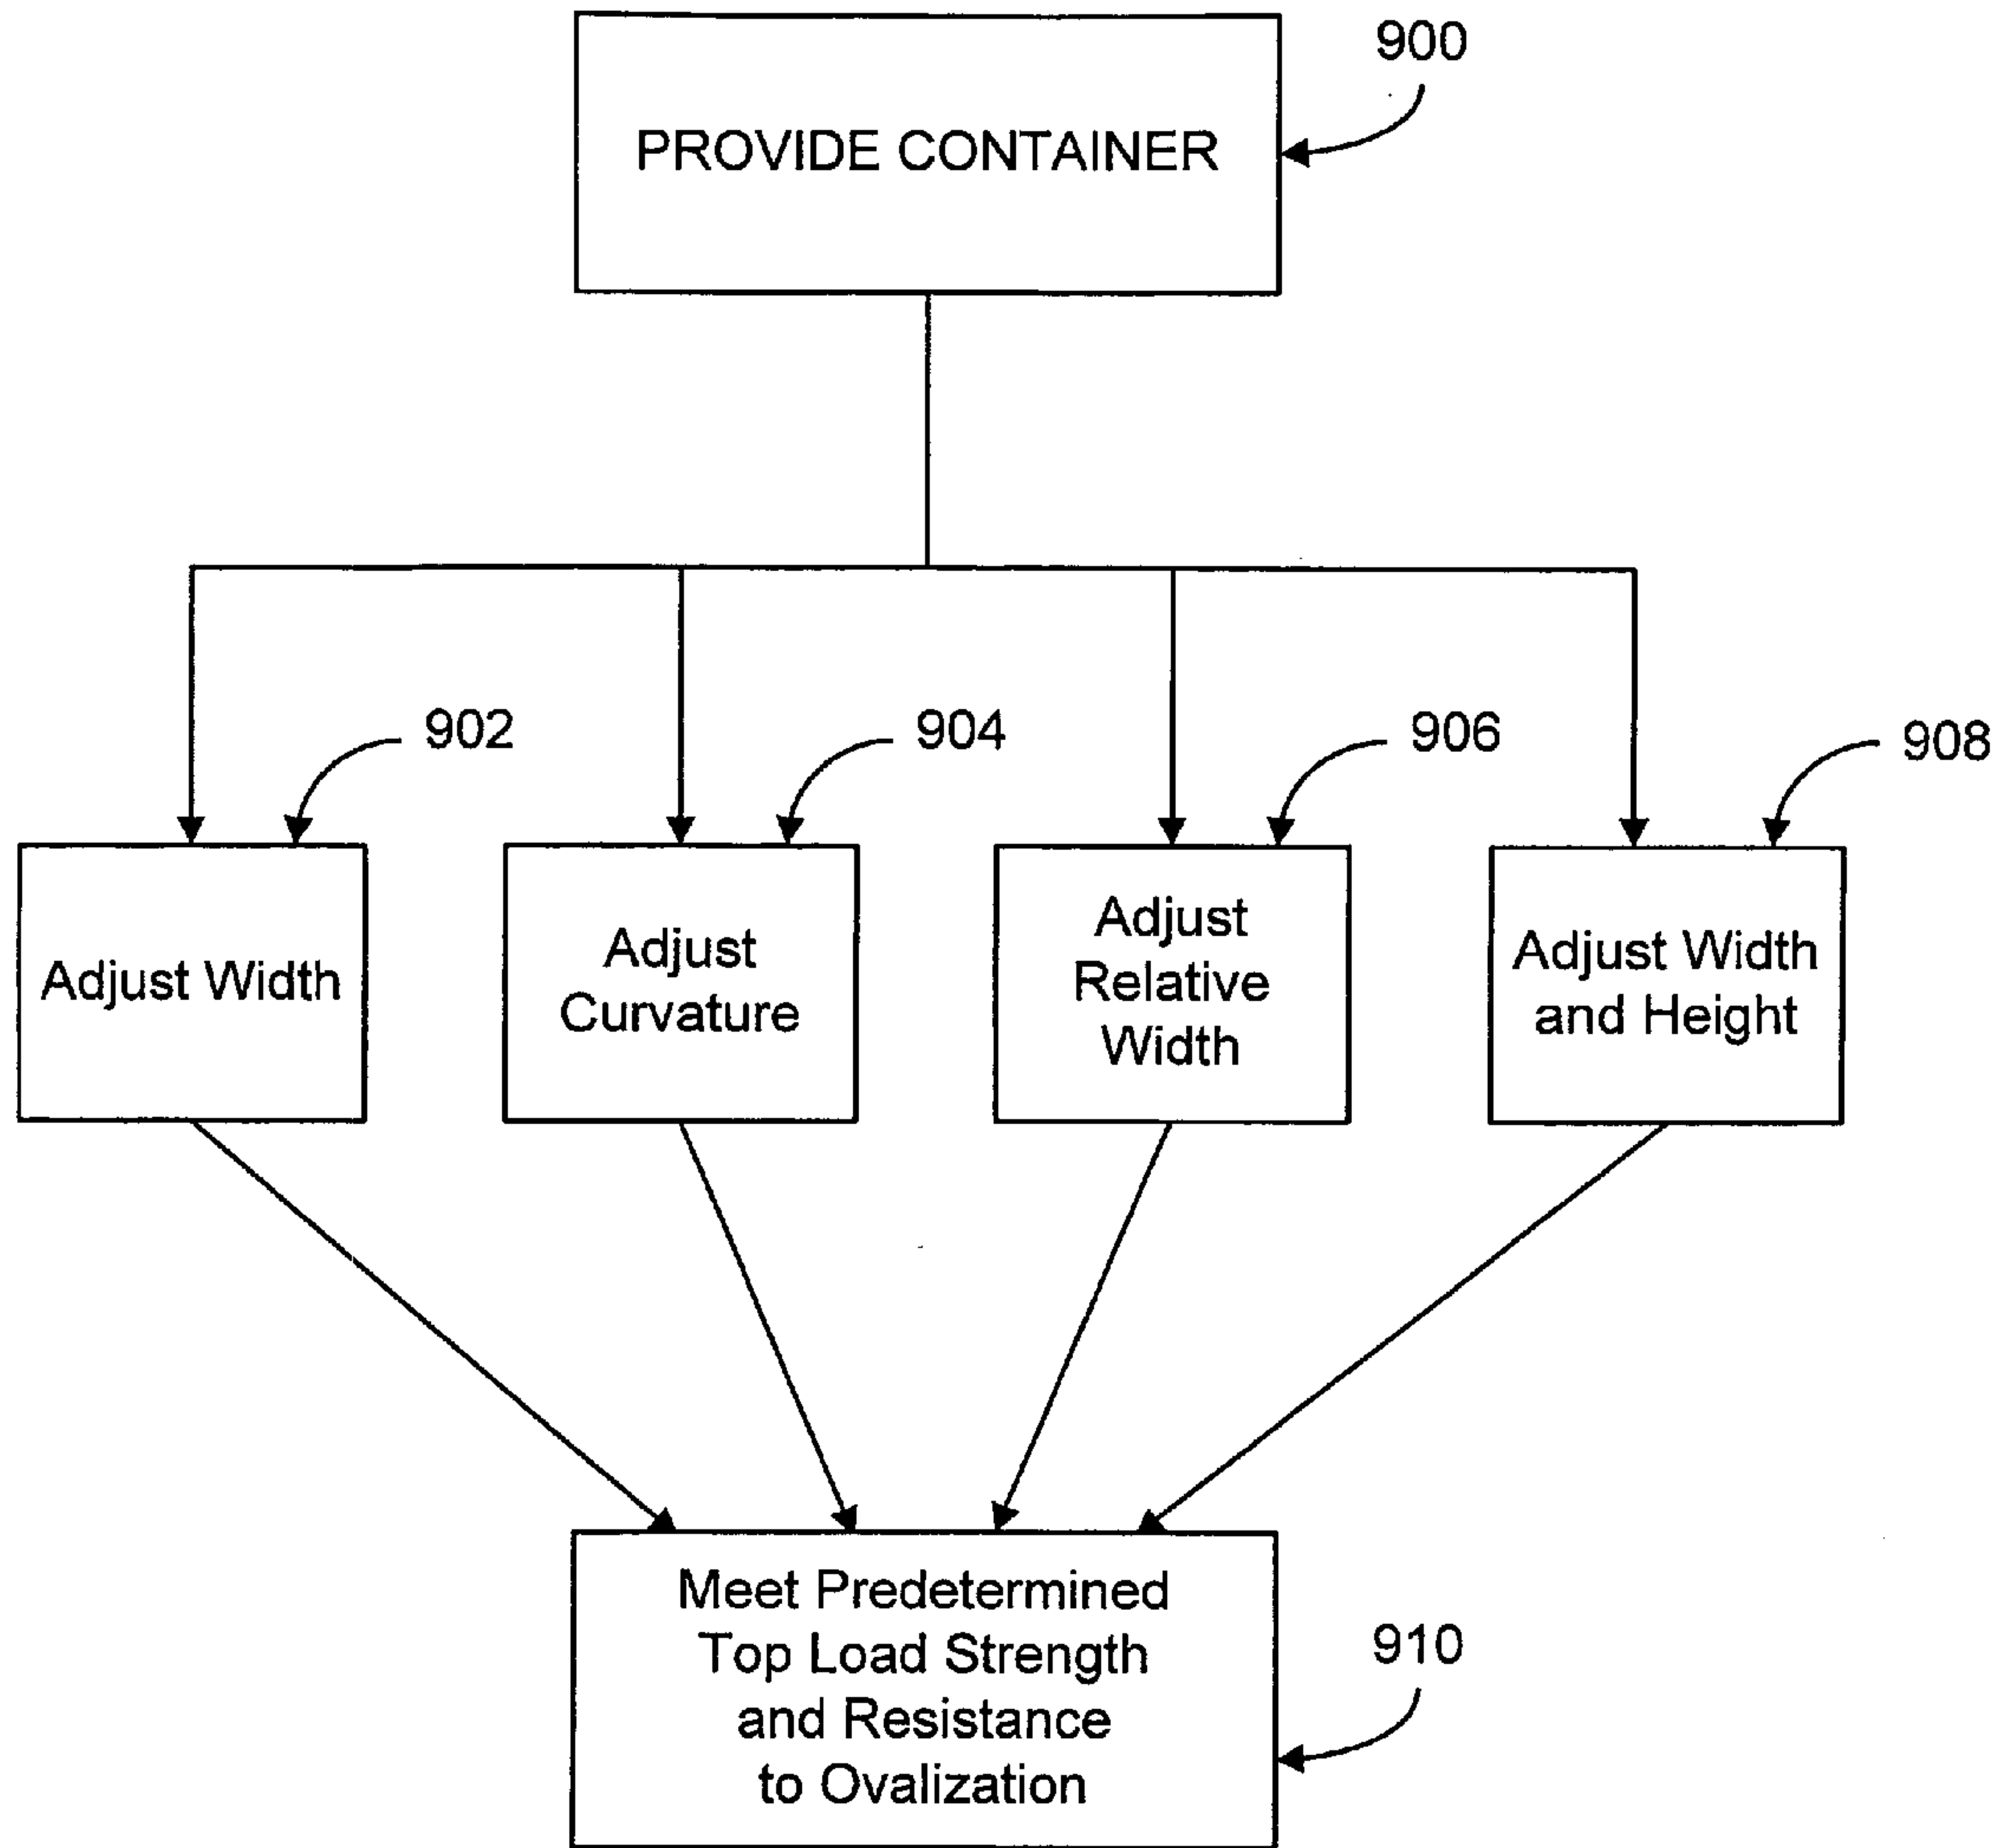 900
PROVIDE CONTAINER
902
904
906
908
Adjust Width
Adjust
Curvature
Adjust
Relative
Width
Adjust Width
and Height
Meet Predetermined
Top Load Strength
and Resistance
to Ovalization
910